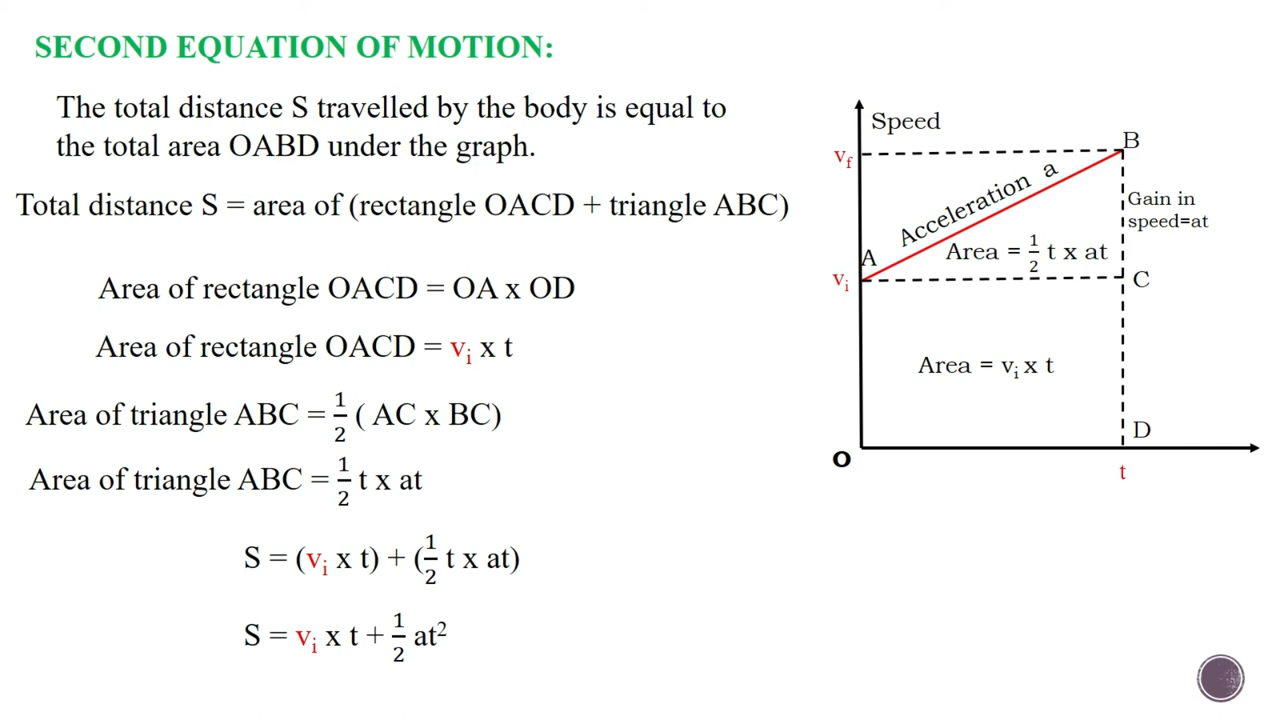 SECOND EQUATION OF MOTION:
The total distance S travelled by the body is equal to
the total area OABD under the graph.
Total distance S = area of (rectangle OACD + triangle ABC)
Area of rectangle OACD = OA x OD
Area of rectangle OACD = vᵢ x t
Area of triangle ABC = 1/2 ( AC x BC)
Area of triangle ABC = 1/2 t x at
S = (vᵢ x t) + (1/2 t x at)
S = vᵢ x t + 1/2 at²
Speed
v_f
B
Acceleration a
Gain in
speed=at
A
Area = 1/2 t x at
vᵢ
C
Area = vᵢ x t
D
O
t